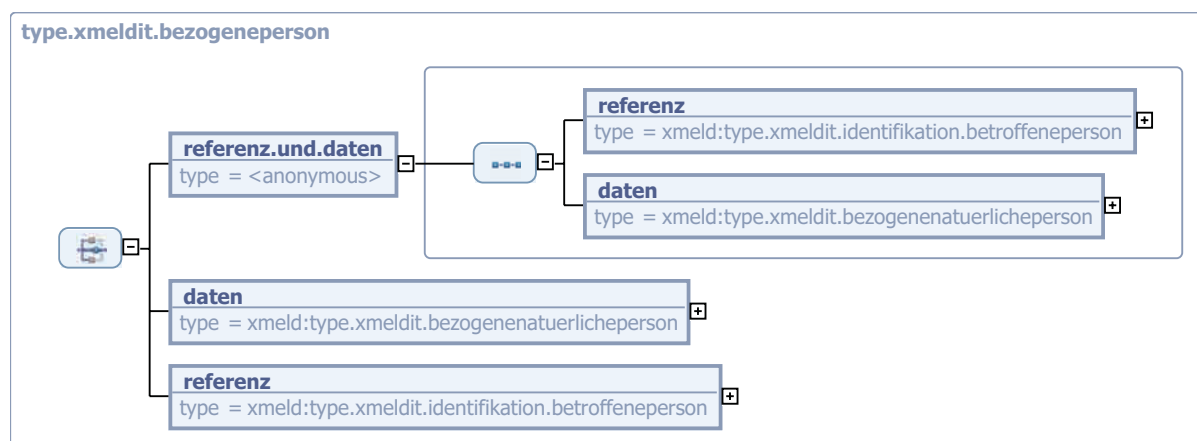 type.xmeldit.bezogeneperson
referenz.und.daten
type = <anonymous>
referenz
type = xmeld:type.xmeldit.identifikation.betroffeneperson
daten
type = xmeld:type.xmeldit.bezogenenatuerlicheperson
daten
type = xmeld:type.xmeldit.bezogenenatuerlicheperson
referenz
type = xmeld:type.xmeldit.identifikation.betroffeneperson